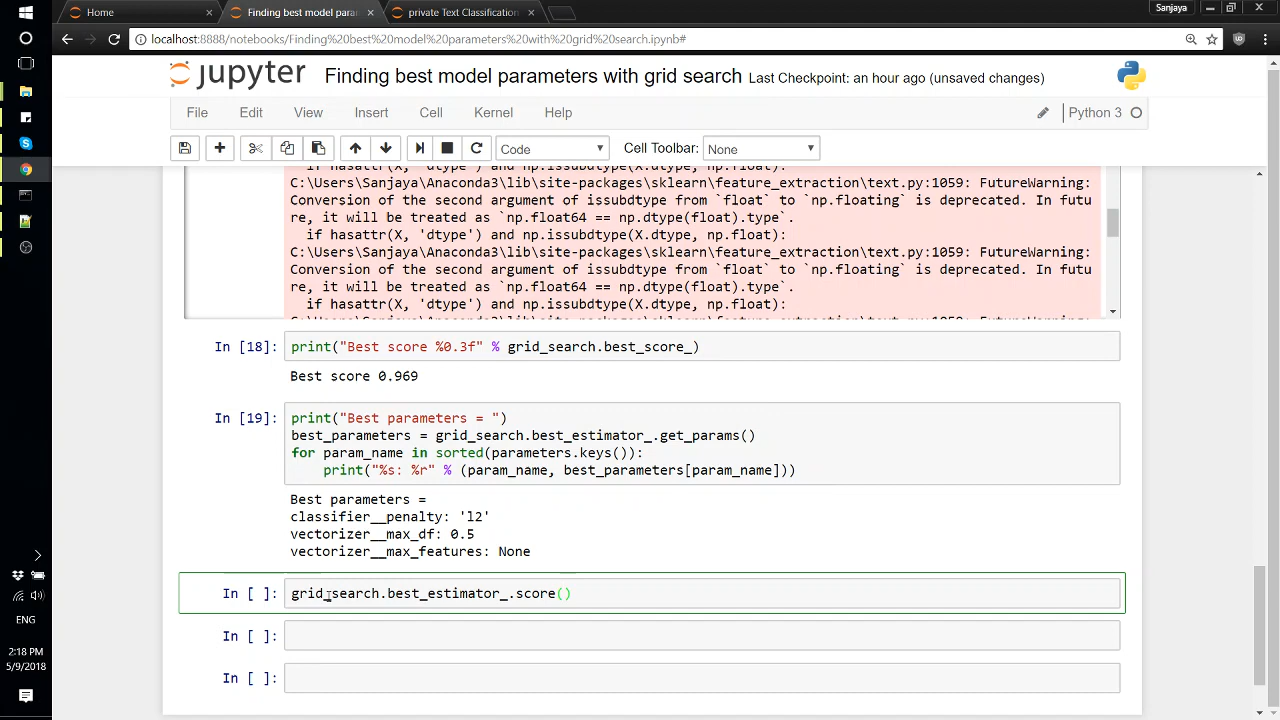 Home
Finding best model para
private Text Classification
Sanjaya
localhost:8888/notebooks/Finding%20best%20model%20parameters%20with%20grid%20search.ipynb#
jupyter Finding best model parameters with grid search Last Checkpoint: an hour ago (unsaved changes)
File Edit View Insert Cell Kernel Help Python 3
Code Cell Toolbar: None
if hasattr(X, 'dtype') and np.issubdtype(X.dtype, np.float):
C:\Users\Sanjaya\Anaconda3\lib\site-packages\sklearn\feature_extraction\text.py:1059: FutureWarning:
Conversion of the second argument of issubdtype from `float` to `np.floating` is deprecated. In futu
re, it will be treated as `np.float64 == np.dtype(float).type`.
if hasattr(X, 'dtype') and np.issubdtype(X.dtype, np.float):
C:\Users\Sanjaya\Anaconda3\lib\site-packages\sklearn\feature_extraction\text.py:1059: FutureWarning:
Conversion of the second argument of issubdtype from `float` to `np.floating` is deprecated. In futu
re, it will be treated as `np.float64 == np.dtype(float).type`.
if hasattr(X, 'dtype') and np.issubdtype(X.dtype, np.float):
In [18]: print("Best score %0.3f" % grid_search.best_score_)
Best score 0.969
In [19]: print("Best parameters = ")
best_parameters = grid_search.best_estimator_.get_params()
for param_name in sorted(parameters.keys()):
print("%s: %r" % (param_name, best_parameters[param_name]))
Best parameters =
classifier__penalty: 'l2'
vectorizer__max_df: 0.5
vectorizer__max_features: None
In [ ]: grid_search.best_estimator_.score()
In [ ]:
In [ ]:
ENG
2:18 PM
5/9/2018